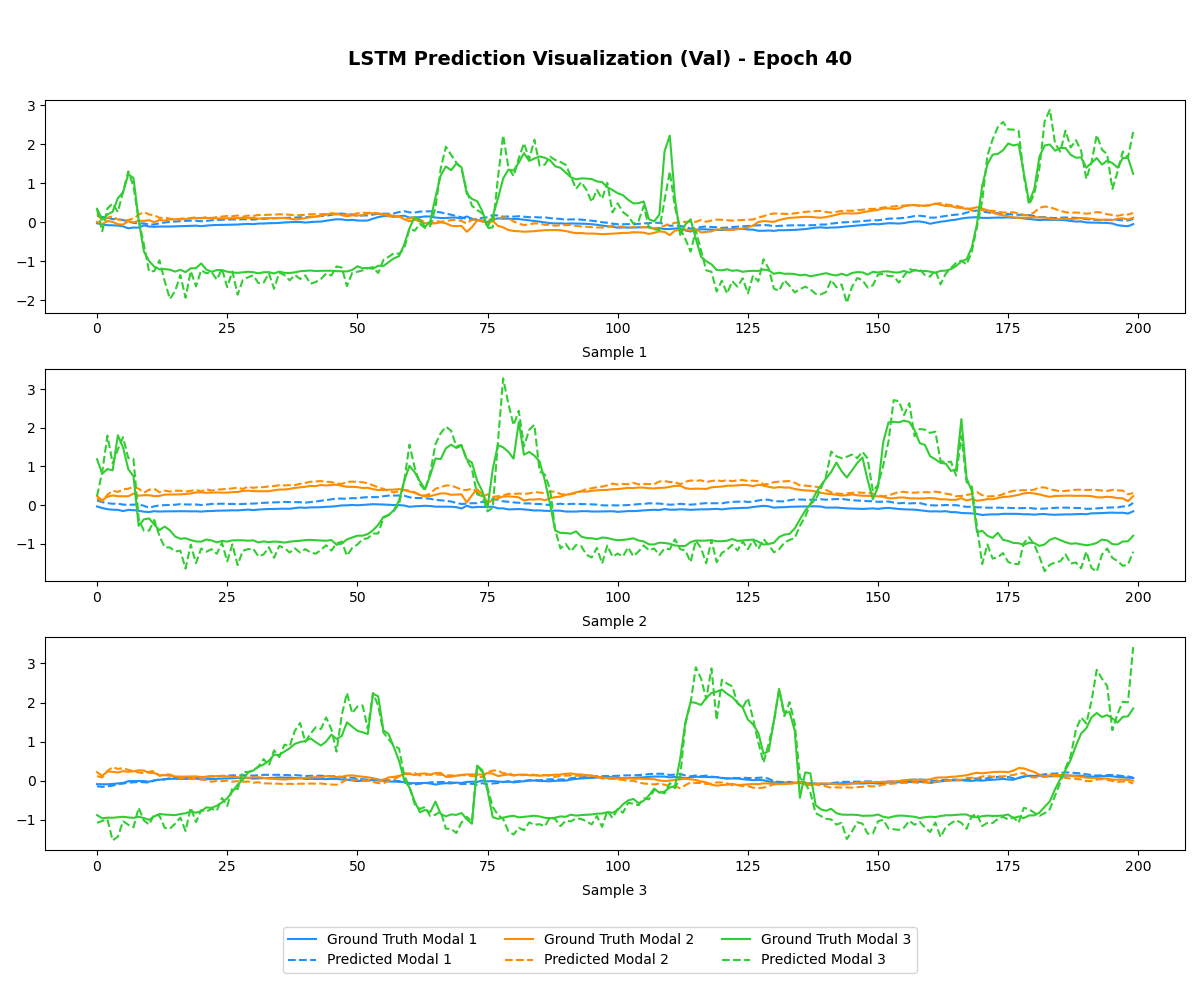 LSTM Prediction Visualization (Val) - Epoch 40
3
2
1
0
−1
−2
0 25 50 75 100 125 150 175 200
Sample 1
3
2
1
0
−1
0 25 50 75 100 125 150 175 200
Sample 2
3
2
1
0
−1
0 25 50 75 100 125 150 175 200
Sample 3
Ground Truth Modal 1 Ground Truth Modal 2 Ground Truth Modal 3
Predicted Modal 1 Predicted Modal 2 Predicted Modal 3